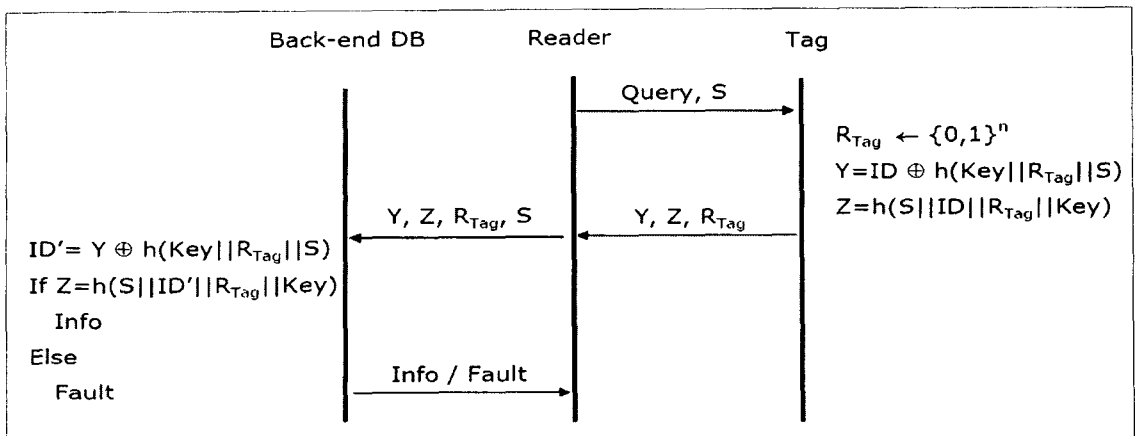 Back-end DB Reader Tag
Query, S
R_Tag ← {0,1}ⁿ
Y=ID ⊕ h(Key||R_Tag||S)
Z=h(S||ID||R_Tag||Key)
Y, Z, R_Tag
Y, Z, R_Tag, S
ID′= Y ⊕ h(Key||R_Tag||S)
If Z=h(S||ID′||R_Tag||Key)
Info
Else
Fault
Info / Fault